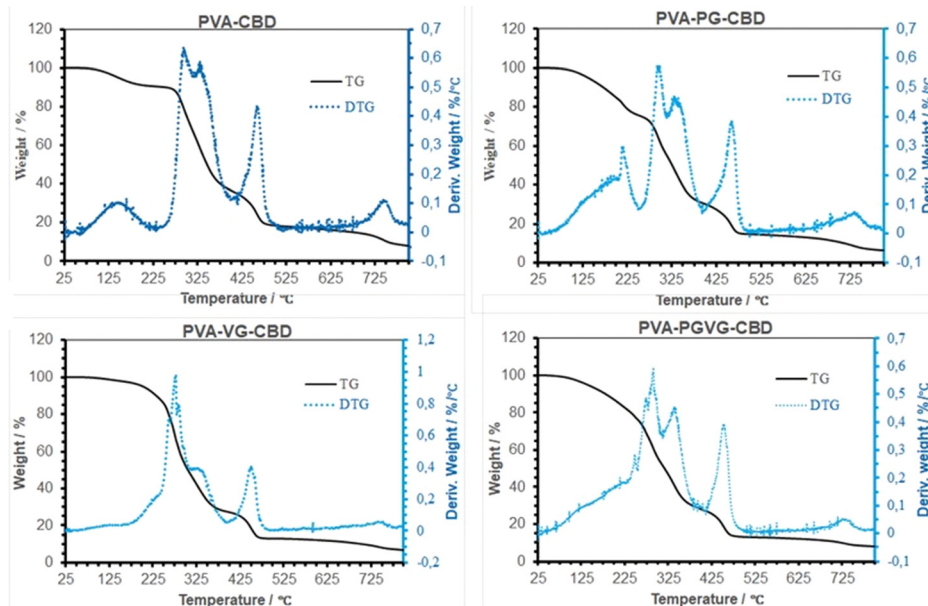 PVA-CBD
120
100
80
60
40
20
0
Weight / %
25 125 225 325 425 525 625 725
Temperature / °C
0,7
0,6
0,5
0,4
0,3
0,2
0,1
0
-0,1
Deriv. Weight / %/°C
TG
DTG
PVA-PG-CBD
120
100
80
60
40
20
0
Weight / %
25 125 225 325 425 525 625 725
Temperature / °C
0,7
0,6
0,5
0,4
0,3
0,2
0,1
0
-0,1
Deriv. Weight / %/°C
TG
DTG
PVA-VG-CBD
120
100
80
60
40
20
0
Weight / %
25 125 225 325 425 525 625 725
Temperature / °C
1,2
1
0,8
0,6
0,4
0,2
0
-0,2
Deriv. Weight / %/°C
TG
DTG
PVA-PGVG-CBD
120
100
80
60
40
20
0
Weight / %
25 125 225 325 425 525 625 725
Temperature / °C
0,7
0,6
0,5
0,4
0,3
0,2
0,1
0
-0,1
Deriv. weight / %/°C
TG
DTG